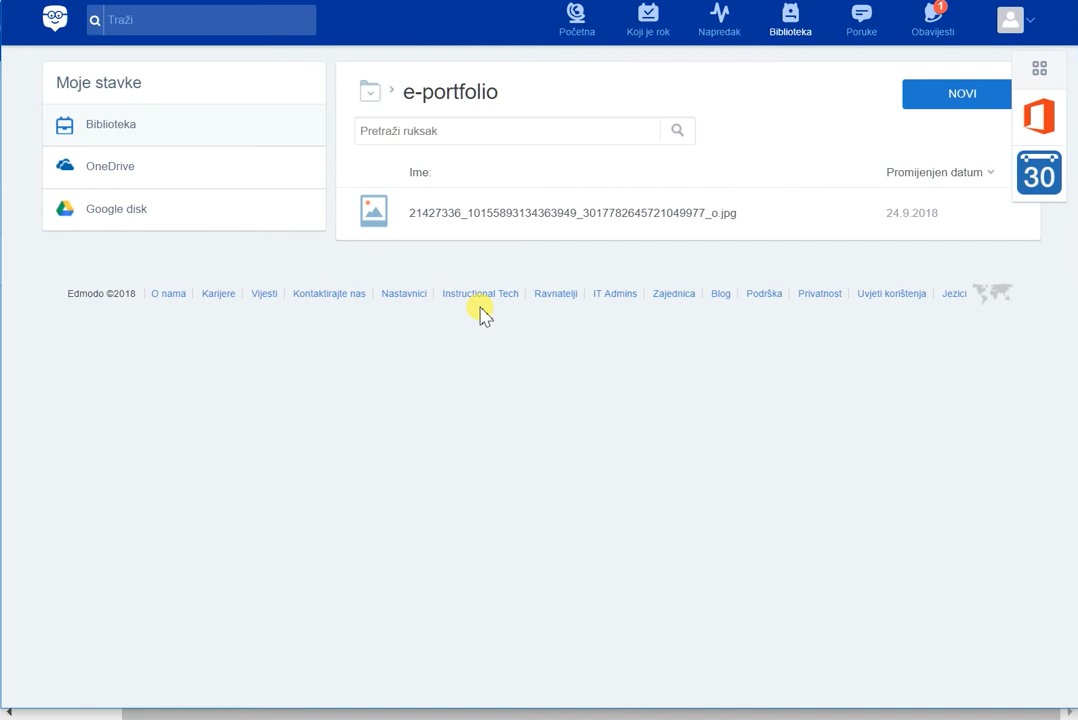 Traži
Početna
Koji je rok
Napredak
Biblioteka
Poruke
1
Obavijesti
Moje stavke
Biblioteka
OneDrive
Google disk
e-portfolio
NOVI
Pretraži ruksak
30
Ime:
Promijenjen datum
21427336_10155893134363949_3017782645721049977_o.jpg
24.9.2018
Edmodo ©2018 O nama Karijere Vijesti Kontaktirajte nas Nastavnici Instructional Tech Ravnatelji IT Admins Zajednica Blog Podrška Privatnost Uvjeti korištenja Jezici